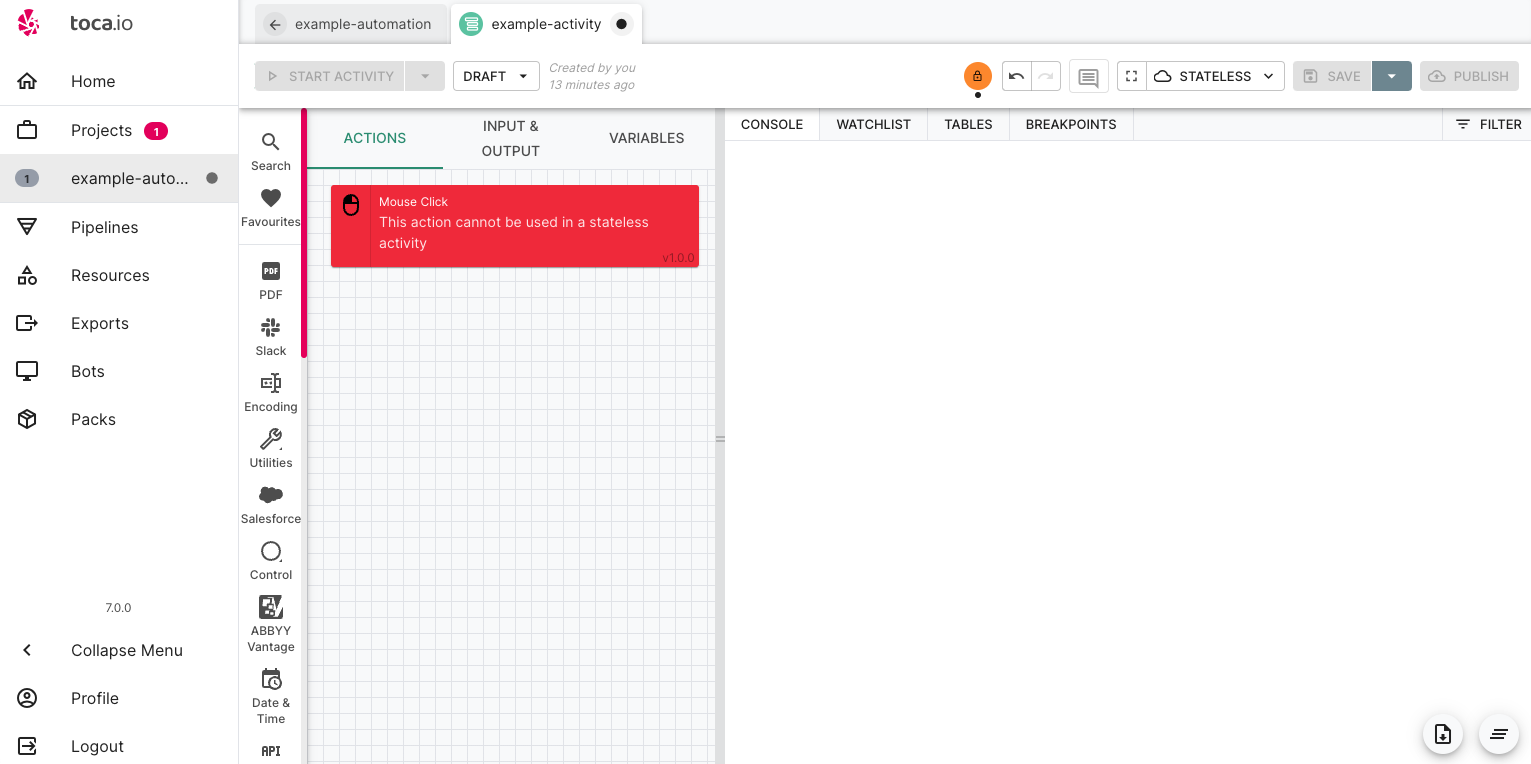 toca.io
Home
Projects 1
1 example-auto...
Pipelines
Resources
Exports
Bots
Packs
7.0.0
Collapse Menu
Profile
Logout
example-automation
example-activity
START ACTIVITY
DRAFT
Created by you
13 minutes ago
STATELESS
SAVE
PUBLISH
Search
Favourites
PDF
PDF
Slack
Encoding
Utilities
Salesforce
Control
ABBYY
Vantage
Date &
Time
API
ACTIONS
INPUT &
OUTPUT
VARIABLES
Mouse Click
This action cannot be used in a stateless
activity
v1.0.0
CONSOLE
WATCHLIST
TABLES
BREAKPOINTS
FILTER